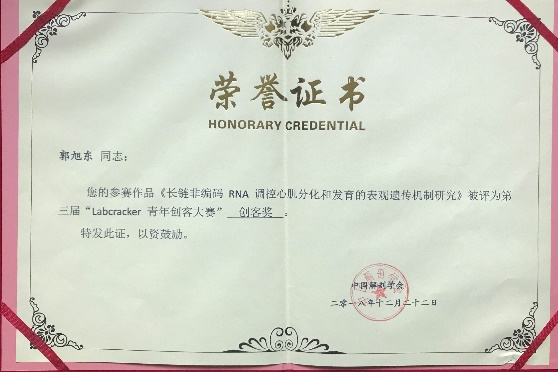 荣誉证书
HONORARY CREDENTIAL
郭旭东 同志：
您的参赛作品《长链非编码 RNA 调控心肌分化和发育的表观遗传机制研究》被评为第
三届“Labcracker 青年创客大赛” 创客奖 。
特发此证，以资鼓励。
中国解剖学会
二零一八年十二月二十二日